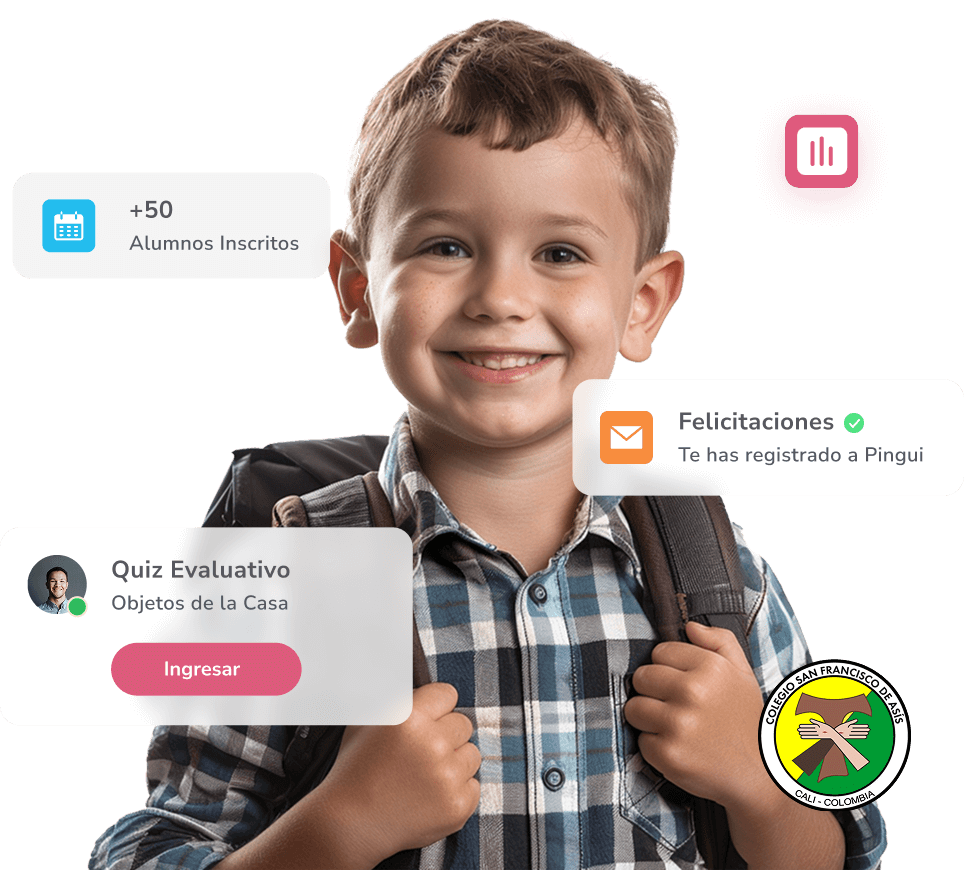 +50
Alumnos Inscritos
Felicitaciones
Te has registrado a Pingui
Quiz Evaluativo
Objetos de la Casa
Ingresar
COLEGIO SAN FRANCISCO DE ASÍS
CALI - COLOMBIA